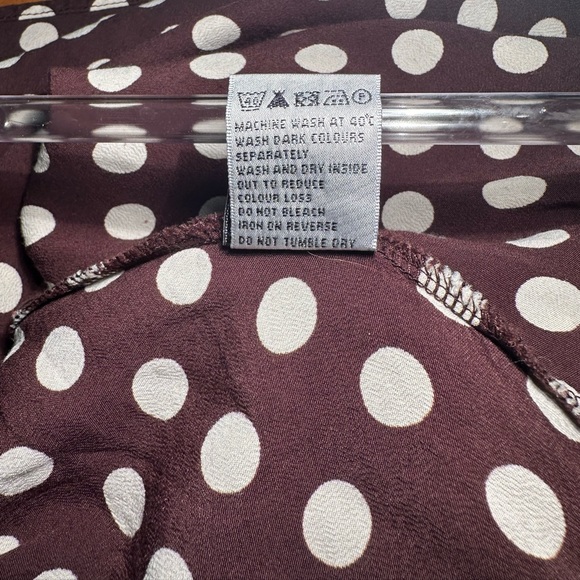 40 P
MACHINE WASH AT 40°C
WASH DARK COLOURS
SEPARATELY
WASH AND DRY INSIDE
OUT TO REDUCE
COLOUR LOSS
DO NOT BLEACH
IRON ON REVERSE
DO NOT TUMBLE DRY